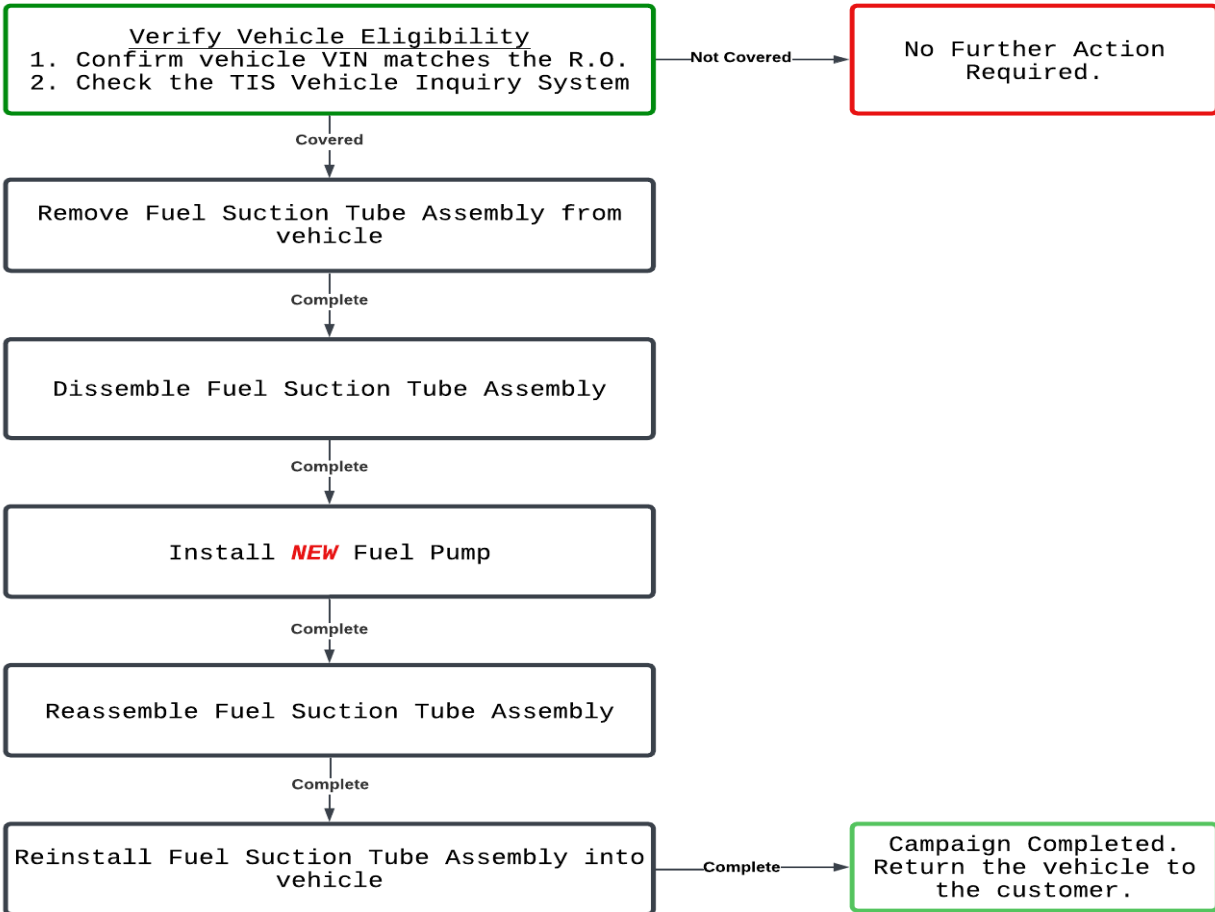 Verify Vehicle Eligibility
1. Confirm vehicle VIN matches the R.O.
2. Check the TIS Vehicle Inquiry System
Not Covered
No Further Action
Required.
Covered
Remove Fuel Suction Tube Assembly from
vehicle
Complete
Dissemble Fuel Suction Tube Assembly
Complete
Install NEW Fuel Pump
Complete
Reassemble Fuel Suction Tube Assembly
Complete
Reinstall Fuel Suction Tube Assembly into
vehicle
Complete
Campaign Completed.
Return the vehicle to
the customer.